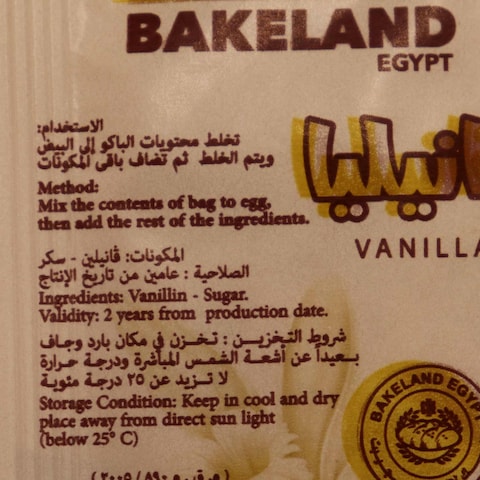 BAKELAND
EGYPT
الاستخدام:
تخلط محتويات الباكو إلى البيض
ويتم الخلط ثم تضاف باقى المكونات
Method:
Mix the contents of bag to egg,
then add the rest of the ingredients.
انيليا
VANILLA
المكونات: ڤانيلين - سكر
الصلاحية : عامين من تاريخ الإنتاج
Ingredients: Vanillin - Sugar.
Validity: 2 years from production date.
شروط التخزين : تخزن في مكان بارد وجاف
بعيداً عن أشعة الشمس المباشرة ودرجة حرارة
لا تزيد عن ٢٥ درجة مئوية
Storage Condition: Keep in cool and dry
place away from direct sun light
(below 25° C)
BAKELAND EGYPT